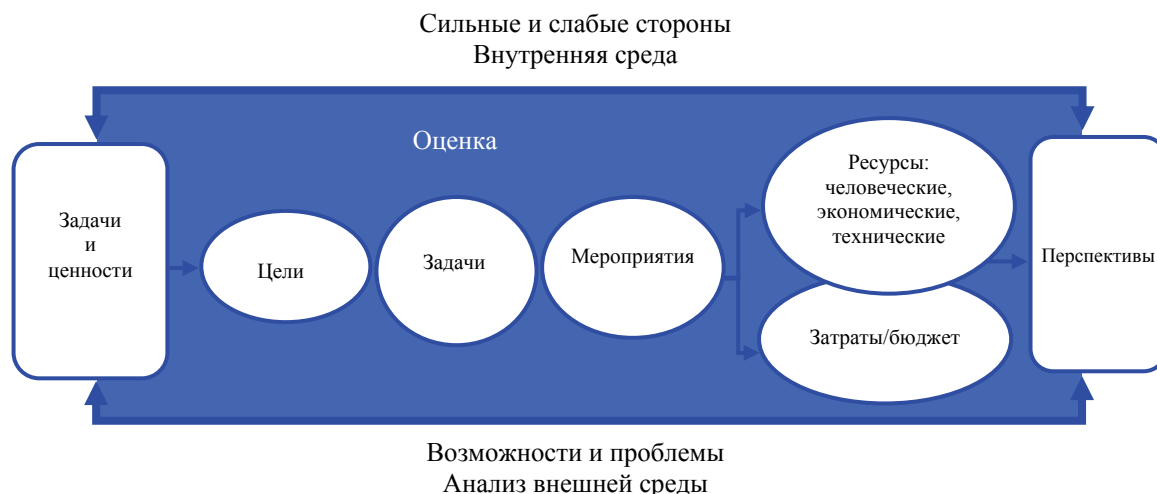 Сильные и слабые стороны
Внутренняя среда
Оценка
Задачи
и
ценности
Цели
Задачи
Мероприятия
Ресурсы:
человеческие,
экономические,
технические
Затраты/бюджет
Перспективы
Возможности и проблемы
Анализ внешней среды